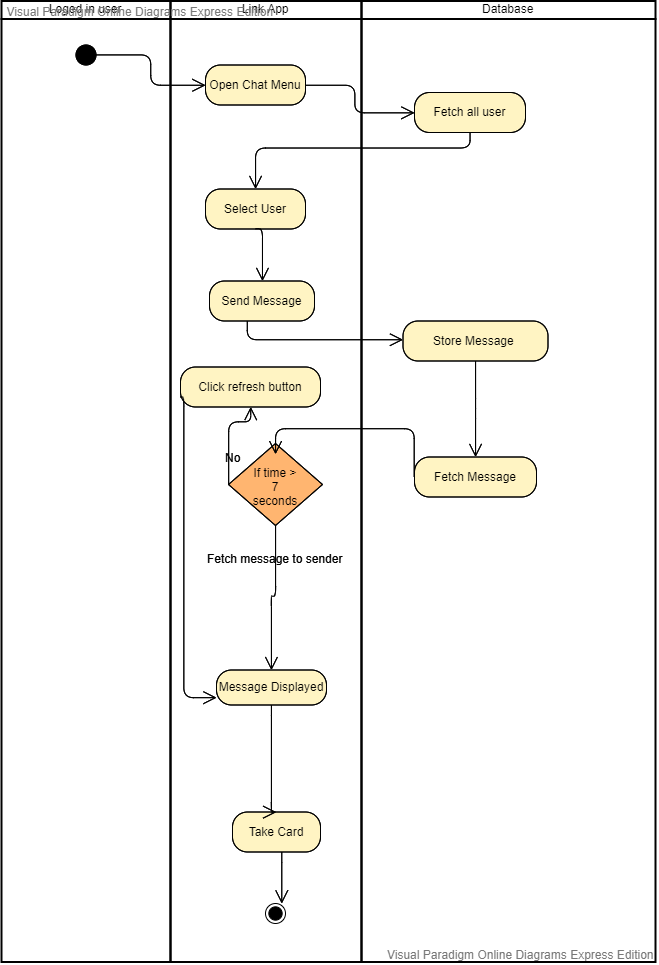 Visual Paradigm Online Diagrams Express Edition
Loged in user
Link App
Database
Open Chat Menu
Fetch all user
Select User
Send Message
Store Message
Click refresh button
No
If time >
7
seconds
Fetch Message
Fetch message to sender
Message Displayed
Take Card
Visual Paradigm Online Diagrams Express Edition